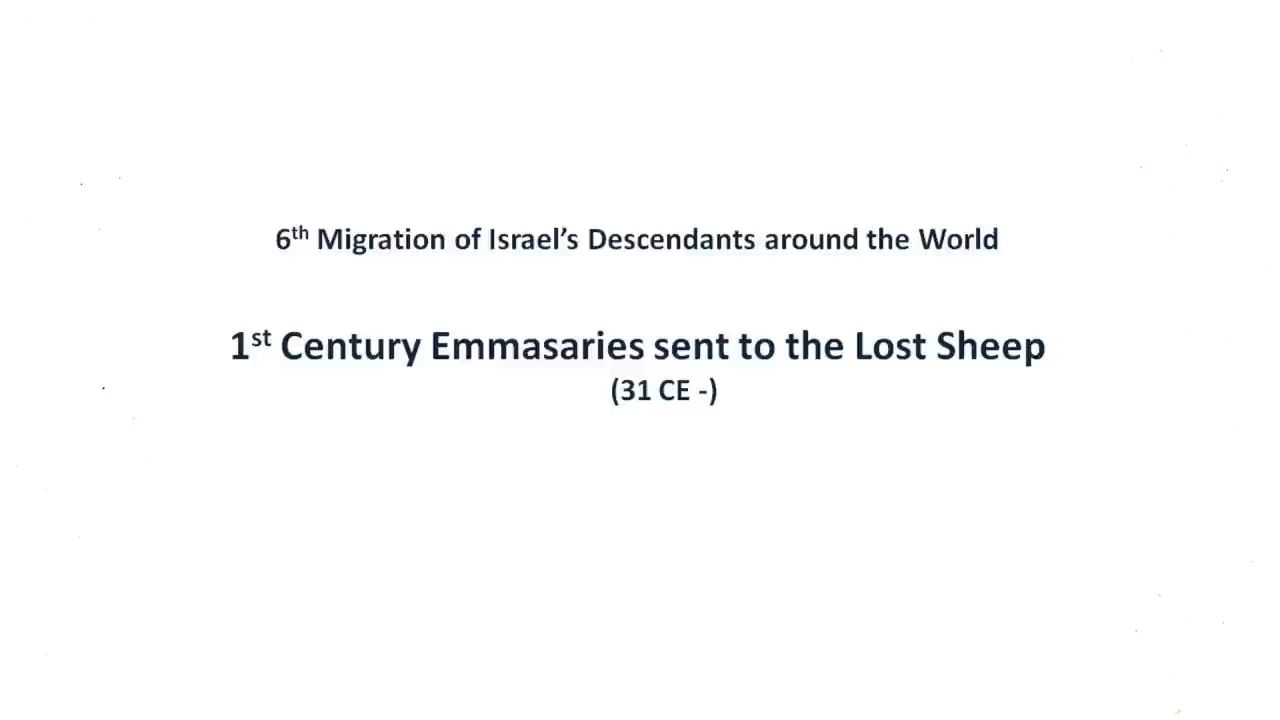 6th Migration of Israel’s Descendants around the World
1st Century Emmasaries sent to the Lost Sheep
(31 CE -)